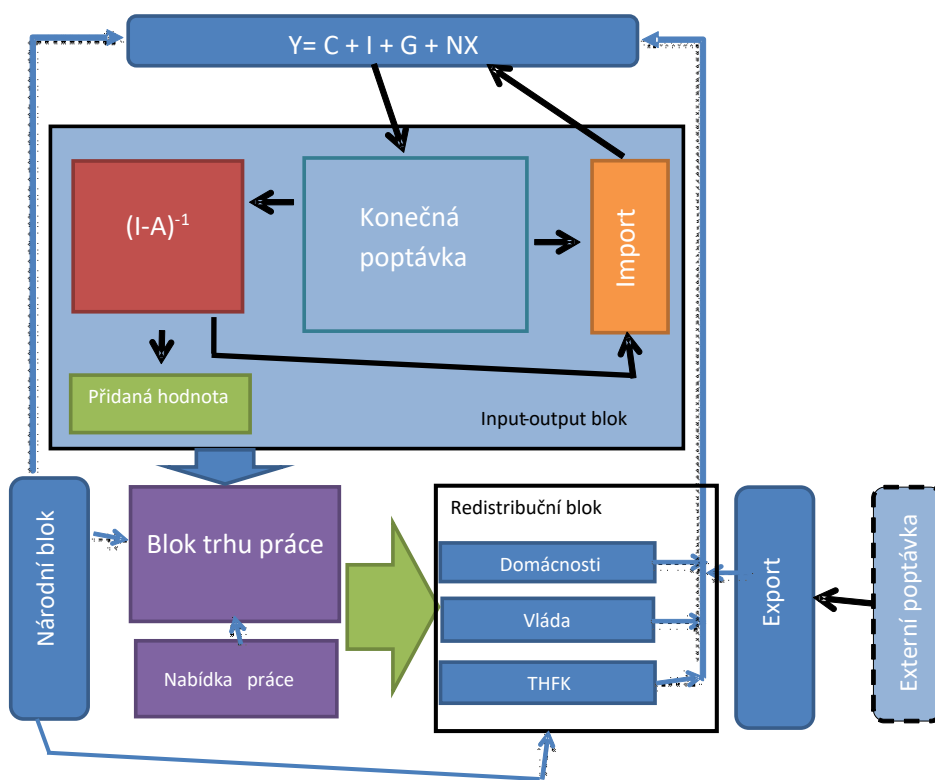 Y= C + I + G + NX
(I-A)-1
Konečná
poptávka
Import
Přidaná hodnota
Input-output blok
Národní blok
Blok trhu práce
Nabídka práce
Redistribuční blok
Domácnosti
Vláda
THFK
Export
Externí poptávka